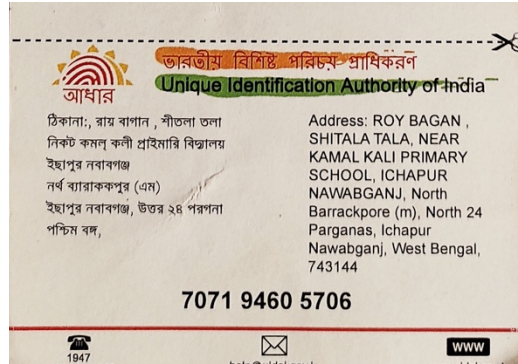 ভারতীয় বিশিষ্ট পরিচয় প্রাধিকরণ
Unique Identification Authority of India
আধার
ঠিকানা:, রায় বাগান , শীতলা তলা
নিকট কমল্ কলী প্রাইমারি বিদ্যালয়
ইছাপুর নবাবগঞ্জ
নর্থ ব্যারাককপুর (এম)
ইছাপুর নবাবগঞ্জ, উত্তর ২৪ পরগনা
পশ্চিম বঙ্গ,
Address: ROY BAGAN ,
SHITALA TALA, NEAR
KAMAL KALI PRIMARY
SCHOOL, ICHAPUR
NAWABGANJ, North
Barrackpore (m), North 24
Parganas, Ichapur
Nawabganj, West Bengal,
743144
7071 9460 5706
1947
WWW